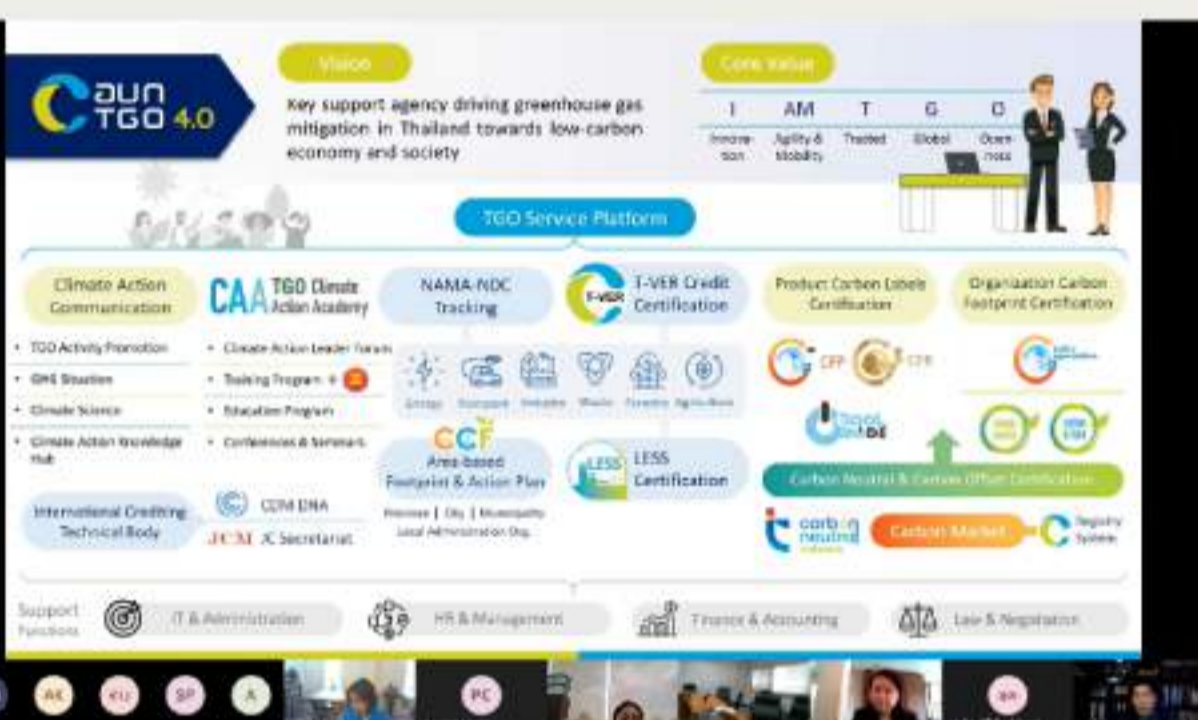 อบก
TGO 4.0
Vision
Key support agency driving greenhouse gas
mitigation in Thailand towards low-carbon
economy and society
Core Value
I AM T G O
Innova-
tion
Agility &
Mobility
Trusted
Global
Open-
ness
TGO Service Platform
Climate Action
Communication
• TGO Activity Promotion
• GHG Situation
• Climate Science
• Climate Action Knowledge
Hub
CAA TGO Climate
Action Academy
• Climate Action Leader Forum
• Training Program +
• Education Program
• Conferences & Seminars
International Crediting
Technical Body
CDM DNA
JCM JC Secretariat
NAMA-NDC
Tracking
T-VER
T-VER Credit
Certification
Energy Transport Industry Waste Forestry Agriculture
CCF
Area-based
Footprint & Action Plan
Province | City | Municipality
Local Administration Org.
LESS
LESS
Certification
Product Carbon Labels
Certification
CFP
CFR
COOL
MODE
Organization Carbon
Footprint Certification
Carbon Neutral & Carbon Offset Certification
carbon
neutral
Carbon Market
Registry
System
Support
Functions
IT & Administration
HR & Management
Finance & Accounting
Law & Negotiation
AK
KU
SP
A
PC